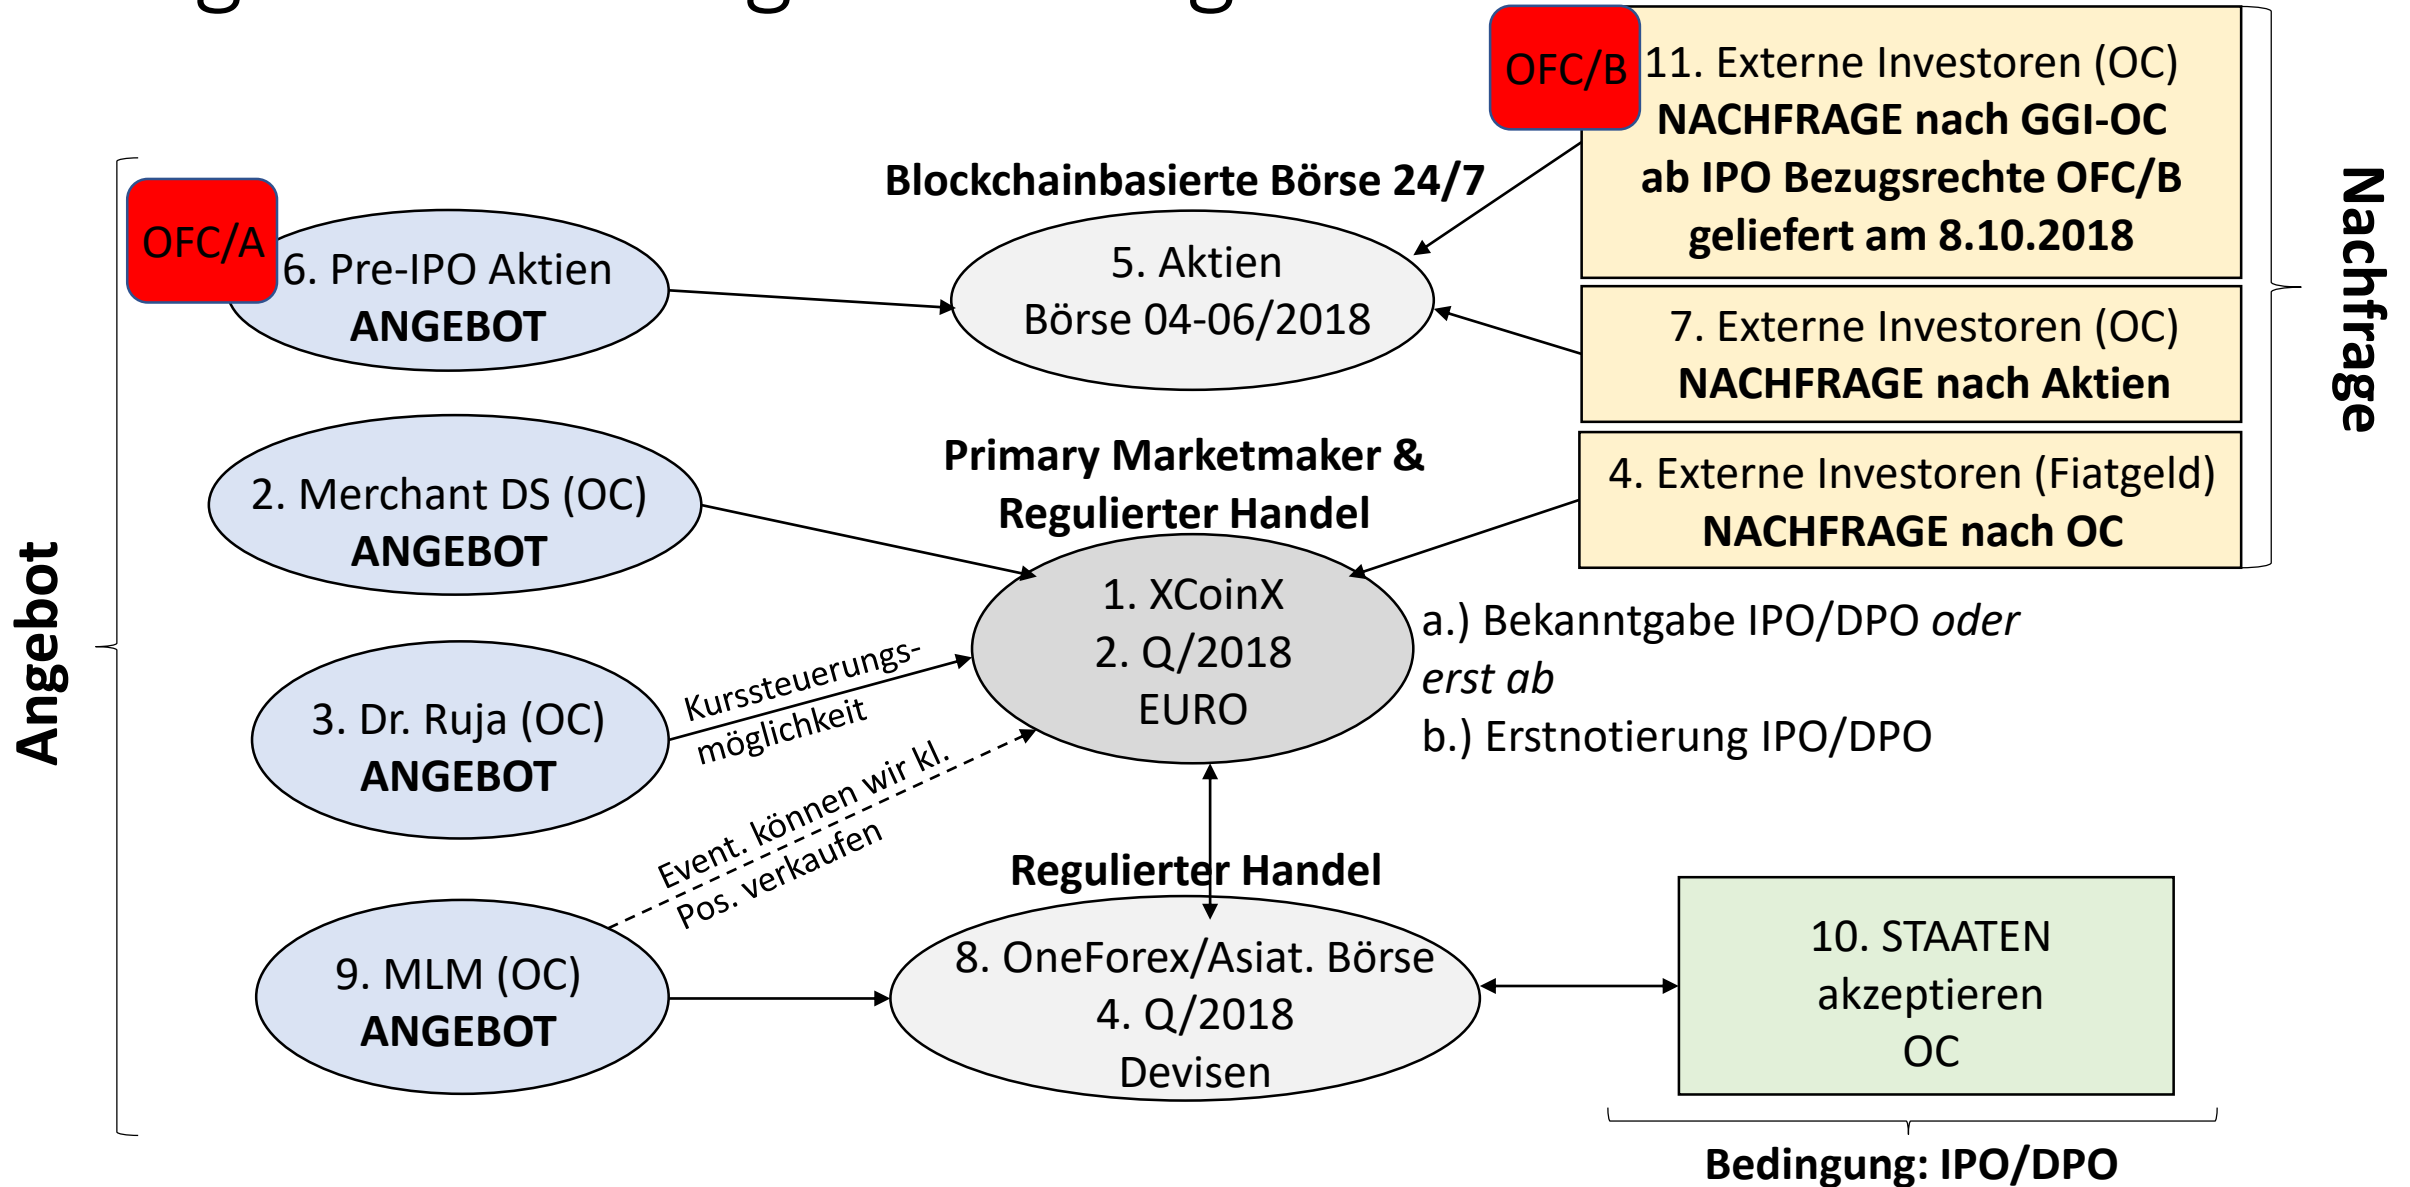 OFC/B
11. Externe Investoren (OC)
NACHFRAGE nach GGI-OC
ab IPO Bezugsrechte OFC/B
geliefert am 8.10.2018
Blockchainbasierte Börse 24/7
OFC/A
6. Pre-IPO Aktien
ANGEBOT
5. Aktien
Börse 04-06/2018
7. Externe Investoren (OC)
NACHFRAGE nach Aktien
Nachfrage
2. Merchant DS (OC)
ANGEBOT
Primary Marketmaker &
Regulierter Handel
4. Externe Investoren (Fiatgeld)
NACHFRAGE nach OC
Angebot
1. XCoinX
2. Q/2018
EURO
a.) Bekanntgabe IPO/DPO oder
erst ab
b.) Erstnotierung IPO/DPO
3. Dr. Ruja (OC)
ANGEBOT
Kurssteuerungs-
möglichkeit
Event. können wir kl.
Pos. verkaufen
Regulierter Handel
9. MLM (OC)
ANGEBOT
8. OneForex/Asiat. Börse
4. Q/2018
Devisen
10. STAATEN
akzeptieren
OC
Bedingung: IPO/DPO